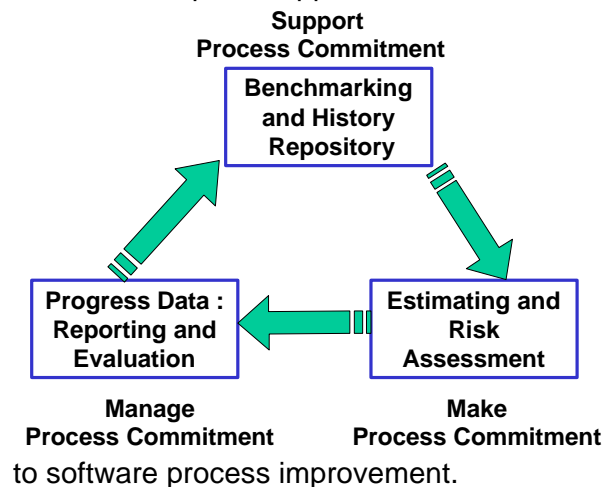 Support
Process Commitment
Benchmarking
and History
Repository
Progress Data :
Reporting and
Evaluation
Estimating and
Risk
Assessment
Manage
Process Commitment
Make
Process Commitment
to software process improvement.